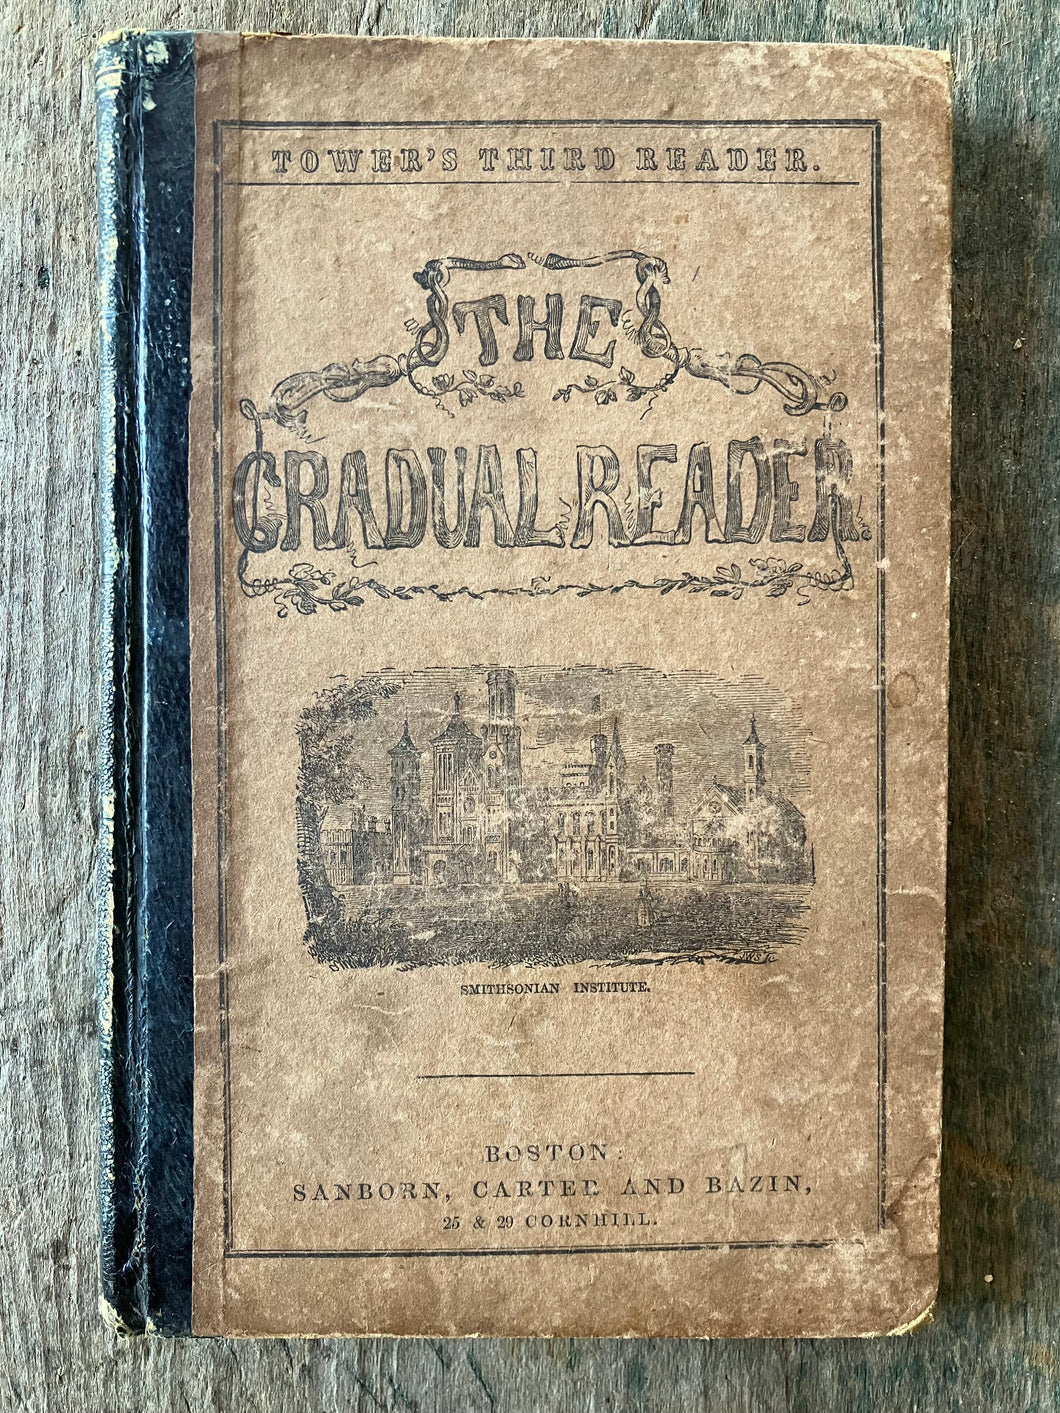 TOWER'S THIRD READER.
THE
GRADUAL READER.
SMITHSONIAN INSTITUTE.
BOSTON:
SANBORN, CARTER AND BAZIN,
25 & 29 CORNHILL.